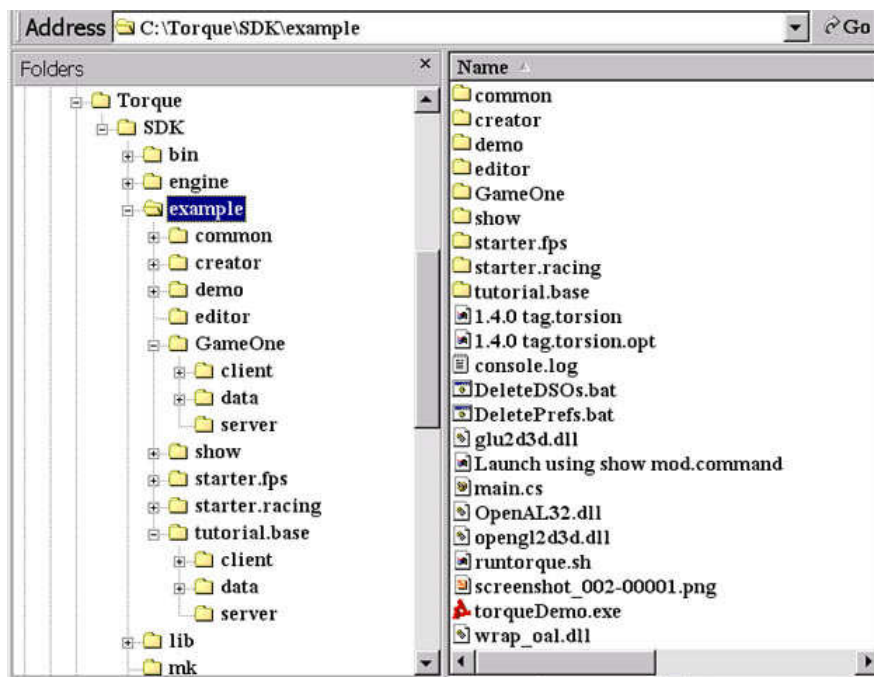 Address C:\Torque\SDK\example Go
Folders
Torque
SDK
bin
engine
example
common
creator
demo
editor
GameOne
client
data
server
show
starter.fps
starter.racing
tutorial.base
client
data
server
lib
mk
Name
common
creator
demo
editor
GameOne
show
starter.fps
starter.racing
tutorial.base
1.4.0 tag.torsion
1.4.0 tag.torsion.opt
console.log
DeleteDSOs.bat
DeletePrefs.bat
glu2d3d.dll
Launch using show mod.command
main.cs
OpenAL32.dll
opengl2d3d.dll
runtorque.sh
screenshot_002-00001.png
torqueDemo.exe
wrap_oal.dll